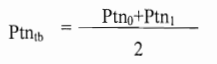 Ptn_tb = (Ptn_0+Ptn_1) / 2